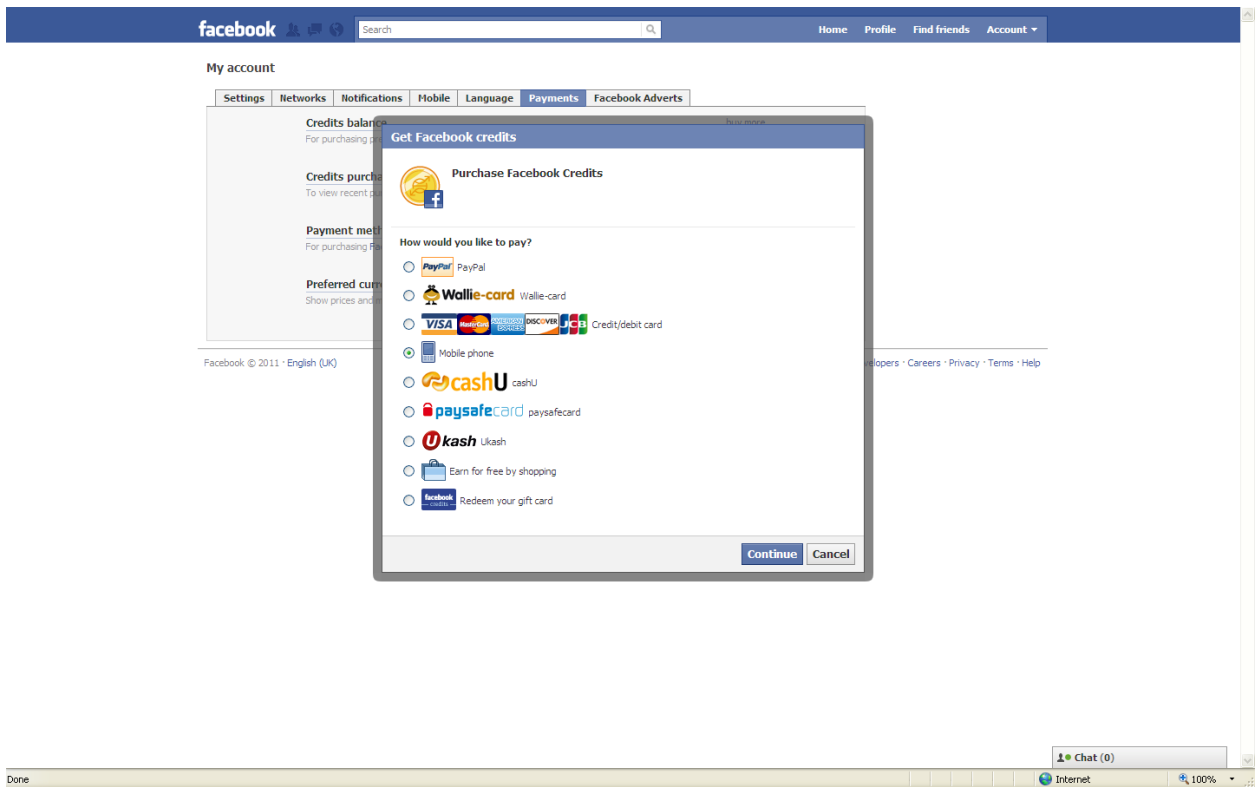 facebook Search Home Profile Find friends Account
My account
Settings Networks Notifications Mobile Language Payments Facebook Adverts
Credits balance buy more
For purchasing pre
Credits purcha
To view recent pu
Payment meth
For purchasing Fa
Preferred curr
Show prices and m
Get Facebook credits
Purchase Facebook Credits
How would you like to pay?
PayPal PayPal
Wallie-card Wallie-card
VISA MasterCard AMERICAN EXPRESS DISCOVER JCB Credit/debit card
Mobile phone
cashU cashU
paysafecard paysafecard
Ukash Ukash
Earn for free by shopping
facebook credits Redeem your gift card
Continue Cancel
Facebook © 2011 · English (UK) elopers · Careers · Privacy · Terms · Help
Chat (0)
Done Internet 100%